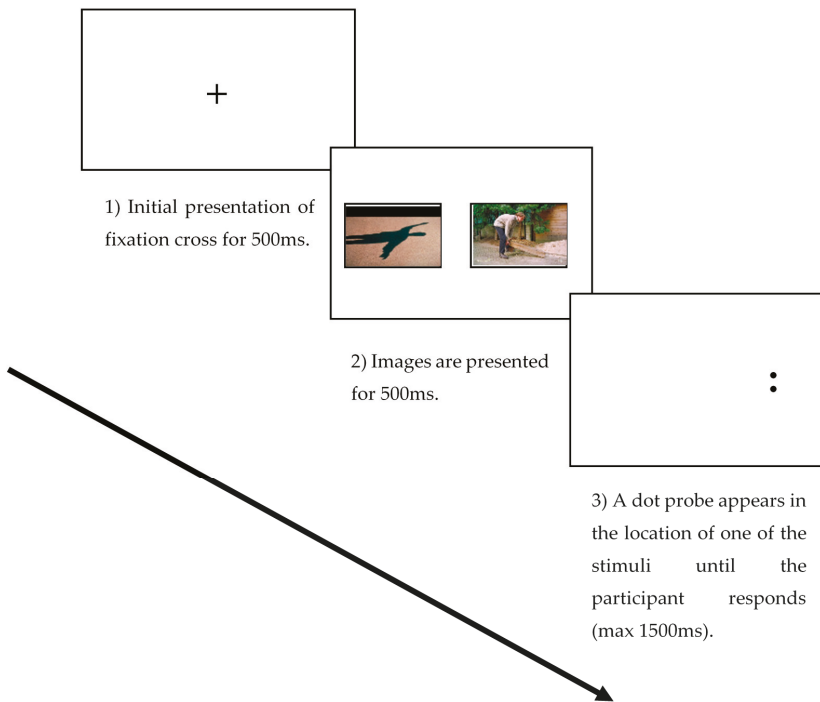 1) Initial presentation of
fixation cross for 500ms.
2) Images are presented
for 500ms.
3) A dot probe appears in
the location of one of the
stimuli until the
participant responds
(max 1500ms).